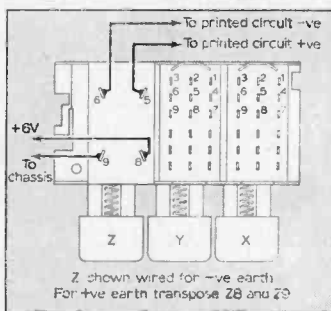 To printed circuit -ve
To printed circuit +ve
6 5
3 2 1 3 2 1
6 5 4 6 5 4
9 8 7 9 8 7
+6V
To
chassis
9 8
Z Y X
Z shown wired for -ve earth
For +ve earth transpose Z8 and Z9